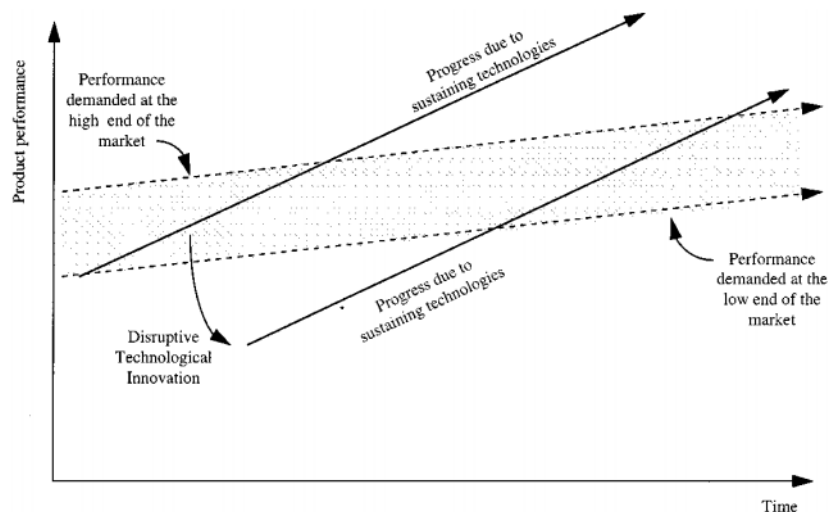 Product performance
Performance
demanded at the
high end of the
market
Progress due to
sustaining technologies
Progress due to
sustaining technologies
Performance
demanded at the
low end of the
market
Disruptive
Technological
Innovation
Time